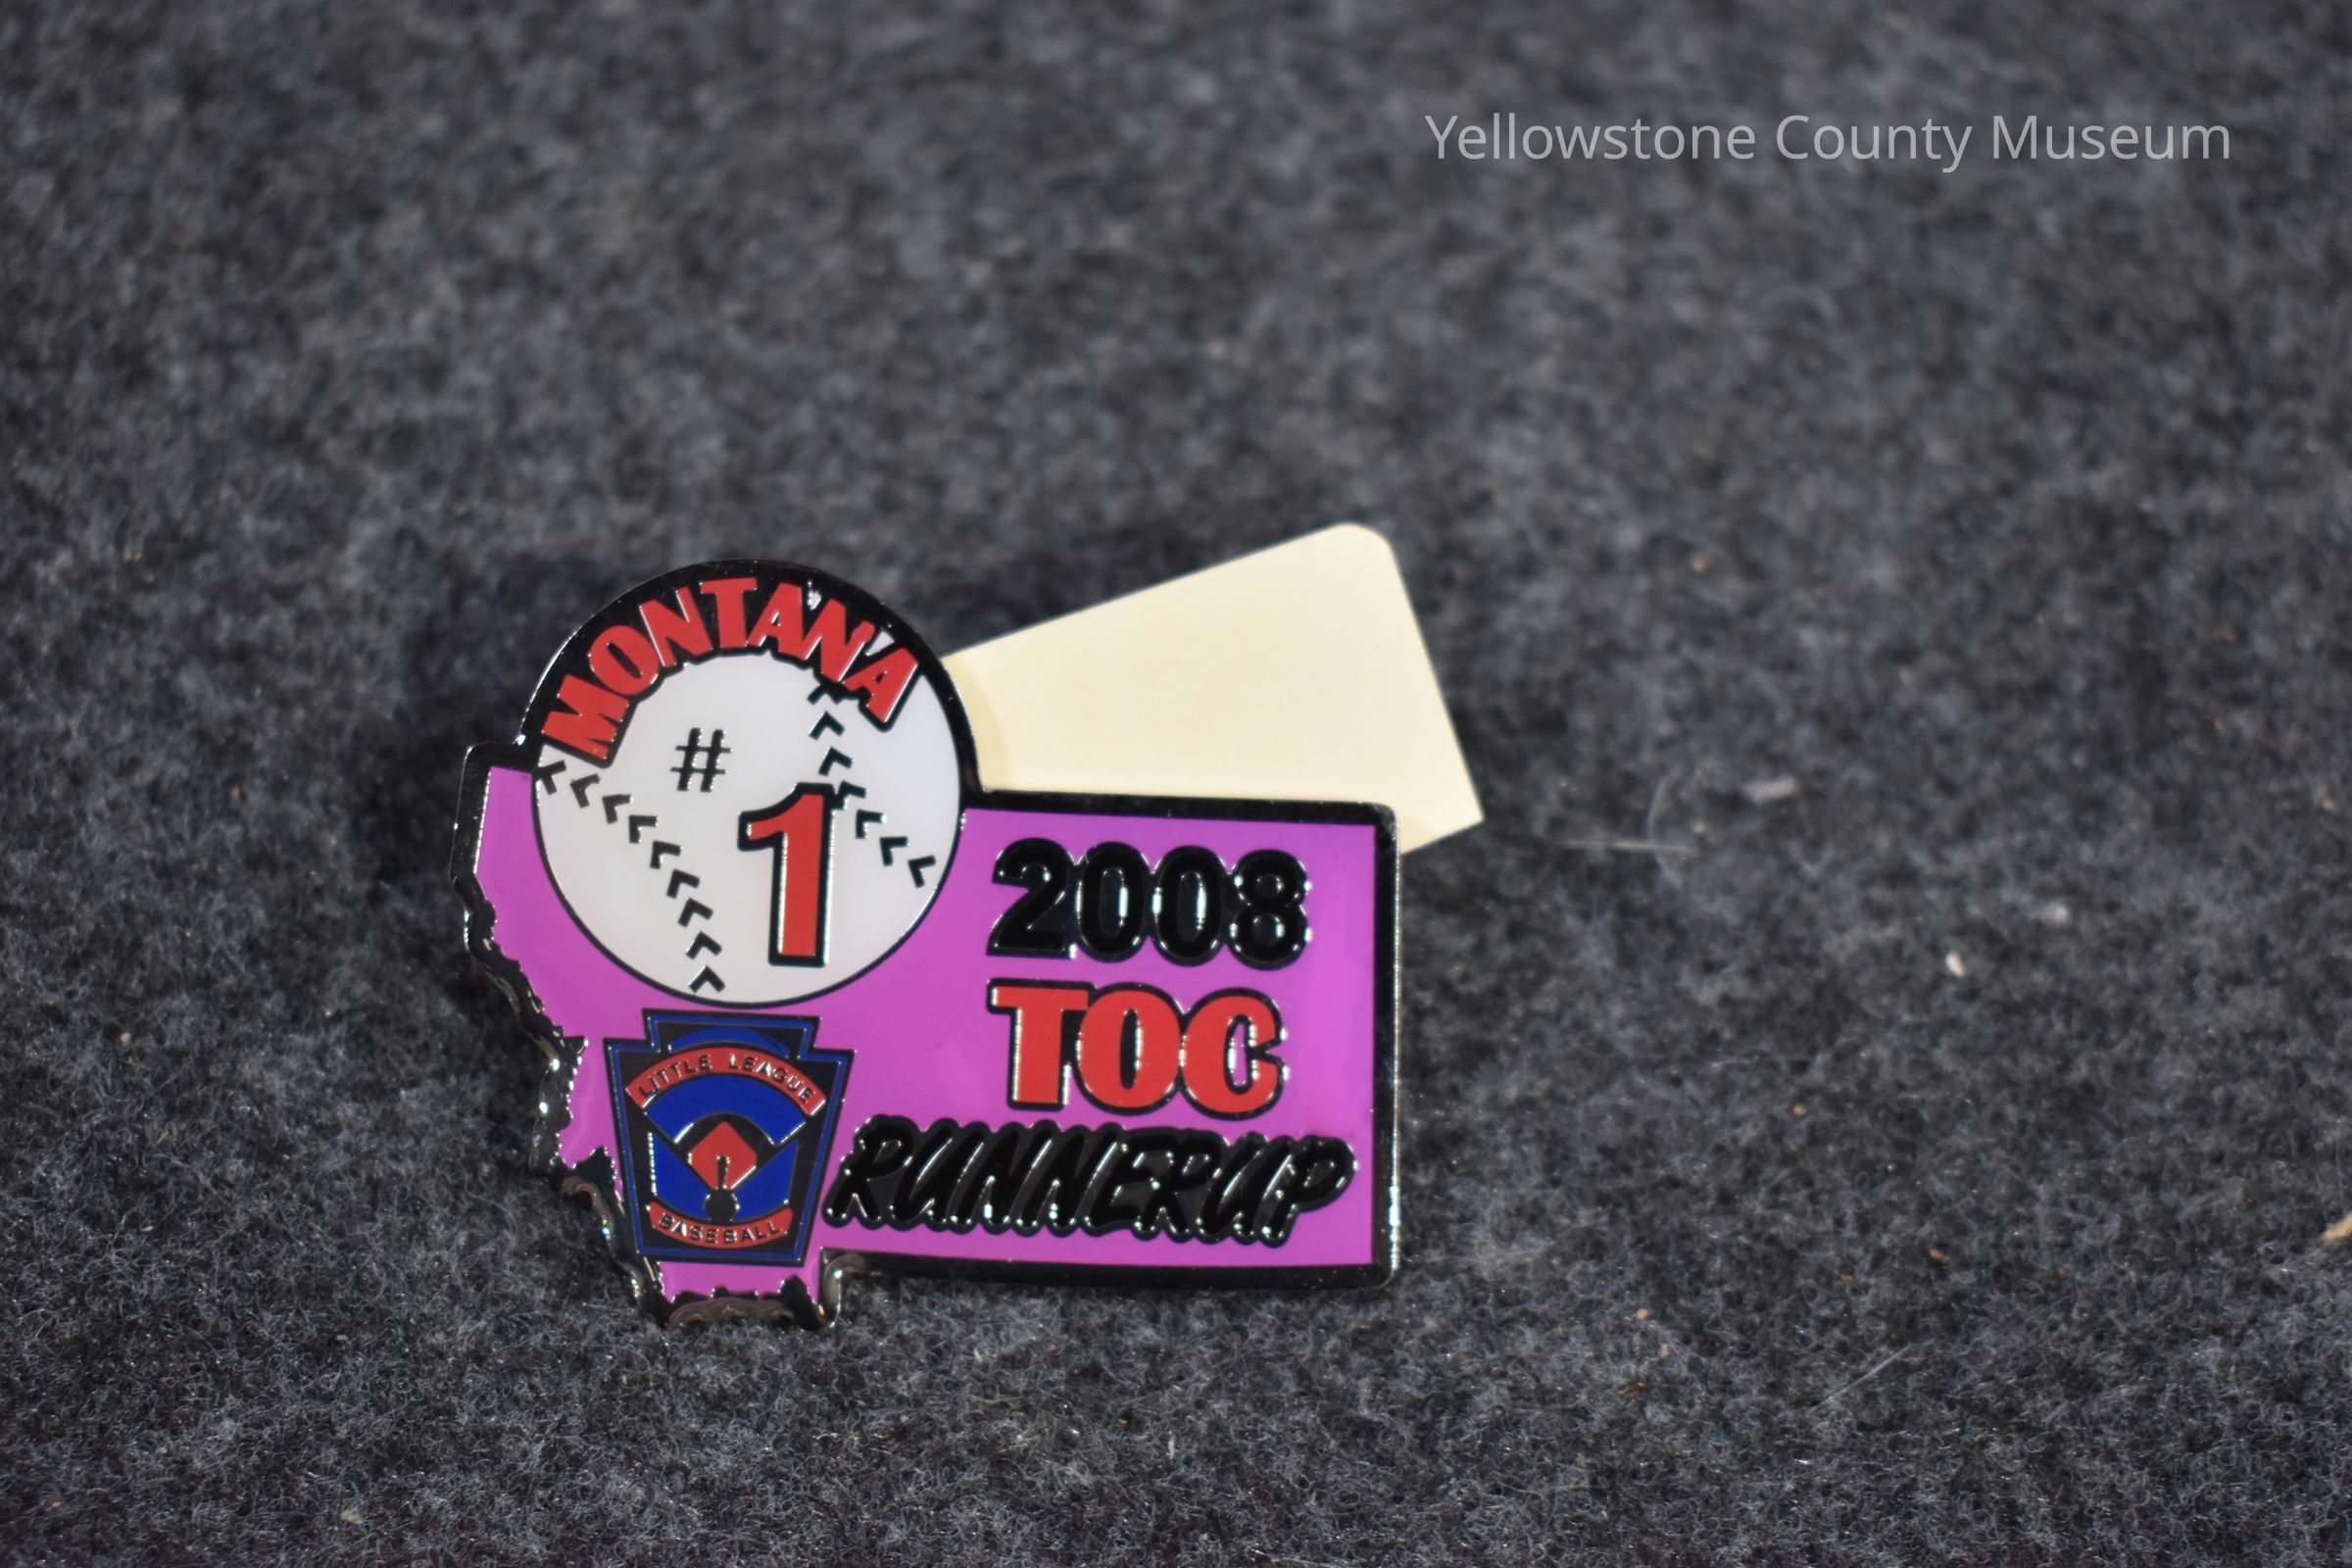 Yellowstone County Museum
MONTANA
# 1
2008
TOC
RUNNERUP
LITTLE LEAGUE
BASEBALL